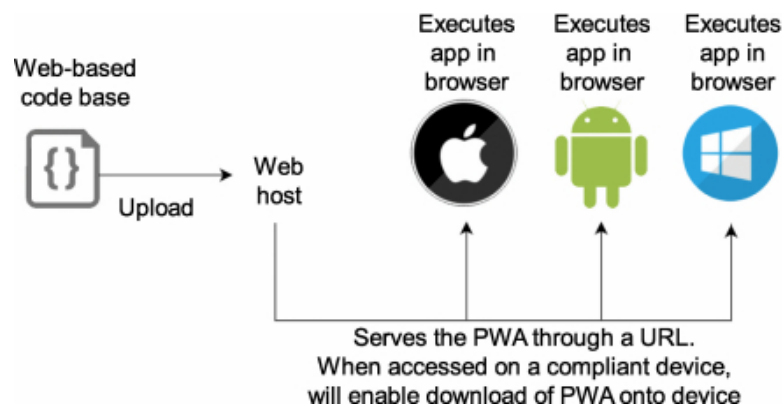 Web-based
code base
{}
Upload
Web
host
Executes
app in
browser
Executes
app in
browser
Executes
app in
browser
Serves the PWA through a URL.
When accessed on a compliant device,
will enable download of PWA onto device